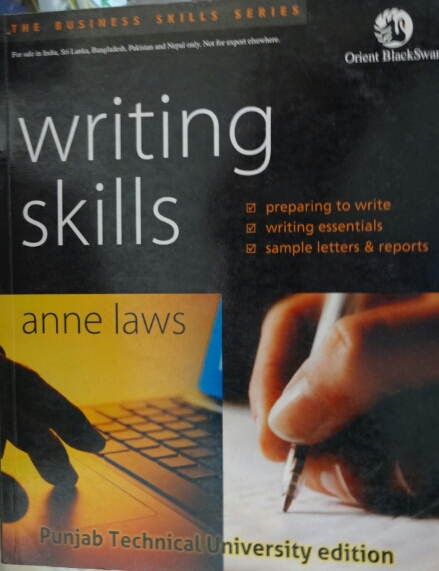 THE BUSINESS SKILLS SERIES
For sale in India, Sri Lanka, Bangladesh, Pakistan and Nepal only. Not for export elsewhere.
Orient BlackSwan
writing
skills
preparing to write
writing essentials
sample letters & reports
anne laws
Punjab Technical University edition